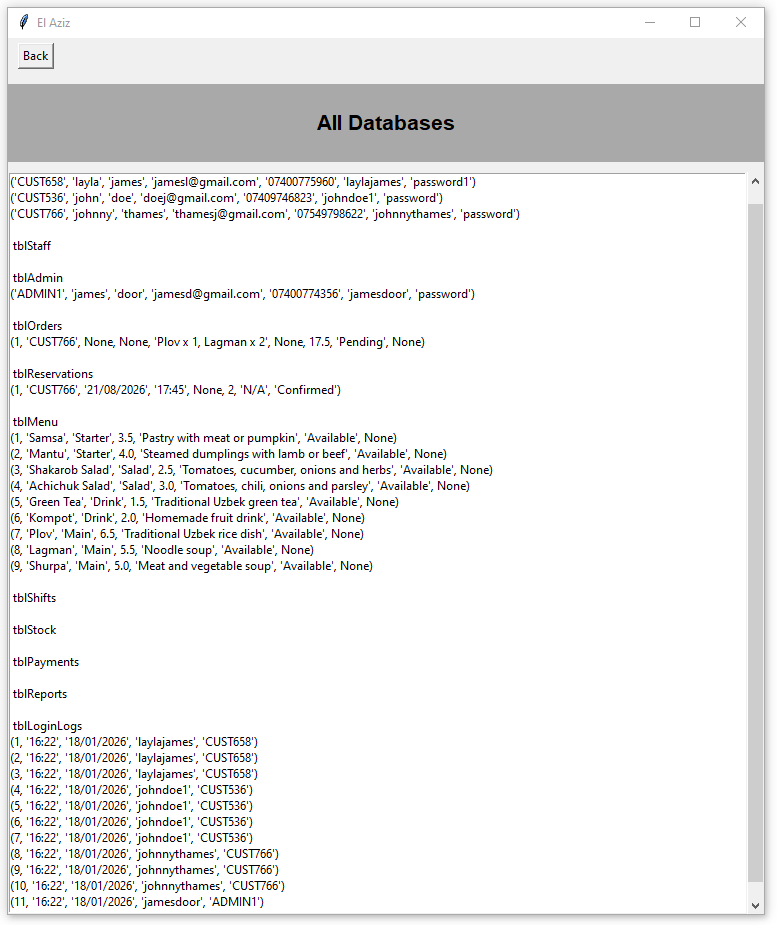 El Aziz
Back
All Databases
('CUST658', 'layla', 'james', 'jamesl@gmail.com', '07400775960', 'laylajames', 'password1')
('CUST536', 'john', 'doe', 'doej@gmail.com', '07409746823', 'johndoe1', 'password')
('CUST766', 'johnny', 'thames', 'thamesj@gmail.com', '07549798622', 'johnnythames', 'password')
tblStaff
tblAdmin
('ADMIN1', 'james', 'door', 'jamesd@gmail.com', '07400774356', 'jamesdoor', 'password')
tblOrders
(1, 'CUST766', None, None, 'Plov x 1, Lagman x 2', None, 17.5, 'Pending', None)
tblReservations
(1, 'CUST766', '21/08/2026', '17:45', None, 2, 'N/A', 'Confirmed')
tblMenu
(1, 'Samsa', 'Starter', 3.5, 'Pastry with meat or pumpkin', 'Available', None)
(2, 'Mantu', 'Starter', 4.0, 'Steamed dumplings with lamb or beef', 'Available', None)
(3, 'Shakarob Salad', 'Salad', 2.5, 'Tomatoes, cucumber, onions and herbs', 'Available', None)
(4, 'Achichuk Salad', 'Salad', 3.0, 'Tomatoes, chili, onions and parsley', 'Available', None)
(5, 'Green Tea', 'Drink', 1.5, 'Traditional Uzbek green tea', 'Available', None)
(6, 'Kompot', 'Drink', 2.0, 'Homemade fruit drink', 'Available', None)
(7, 'Plov', 'Main', 6.5, 'Traditional Uzbek rice dish', 'Available', None)
(8, 'Lagman', 'Main', 5.5, 'Noodle soup', 'Available', None)
(9, 'Shurpa', 'Main', 5.0, 'Meat and vegetable soup', 'Available', None)
tblShifts
tblStock
tblPayments
tblReports
tblLoginLogs
(1, '16:22', '18/01/2026', 'laylajames', 'CUST658')
(2, '16:22', '18/01/2026', 'laylajames', 'CUST658')
(3, '16:22', '18/01/2026', 'laylajames', 'CUST658')
(4, '16:22', '18/01/2026', 'johndoe1', 'CUST536')
(5, '16:22', '18/01/2026', 'johndoe1', 'CUST536')
(6, '16:22', '18/01/2026', 'johndoe1', 'CUST536')
(7, '16:22', '18/01/2026', 'johndoe1', 'CUST536')
(8, '16:22', '18/01/2026', 'johnnythames', 'CUST766')
(9, '16:22', '18/01/2026', 'johnnythames', 'CUST766')
(10, '16:22', '18/01/2026', 'johnnythames', 'CUST766')
(11, '16:22', '18/01/2026', 'jamesdoor', 'ADMIN1')